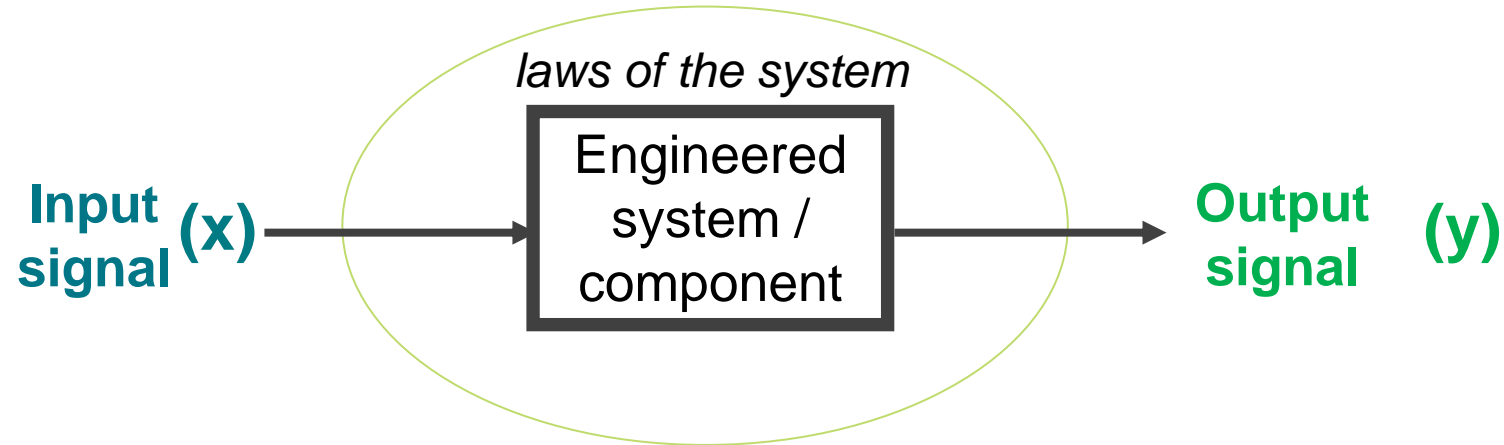 laws of the system
Engineered
system /
component
Input
signal
(x)
Output
signal
(y)